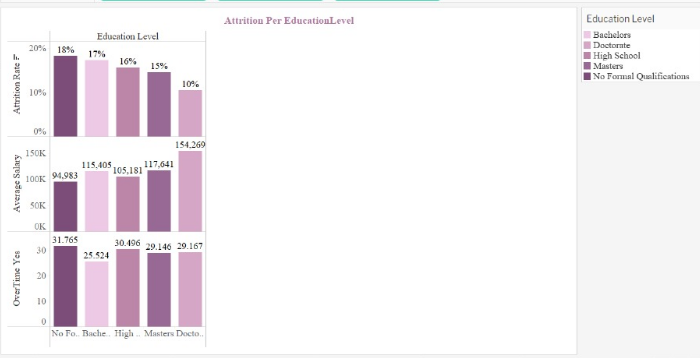 Attrition Per EducationLevel
Education Level
Attrition Rate F
20%
10%
0%
18%
17%
16%
15%
10%
Average Salary
150K
100K
50K
0K
94,983
115,405
105,181
117,641
154,269
OverTime Yes
30
20
10
0
31.765
25.524
30.496
29.146
29.167
No Fo..
Bache..
High ..
Masters
Docto..
Education Level
Bachelors
Doctorate
High School
Masters
No Formal Qualifications